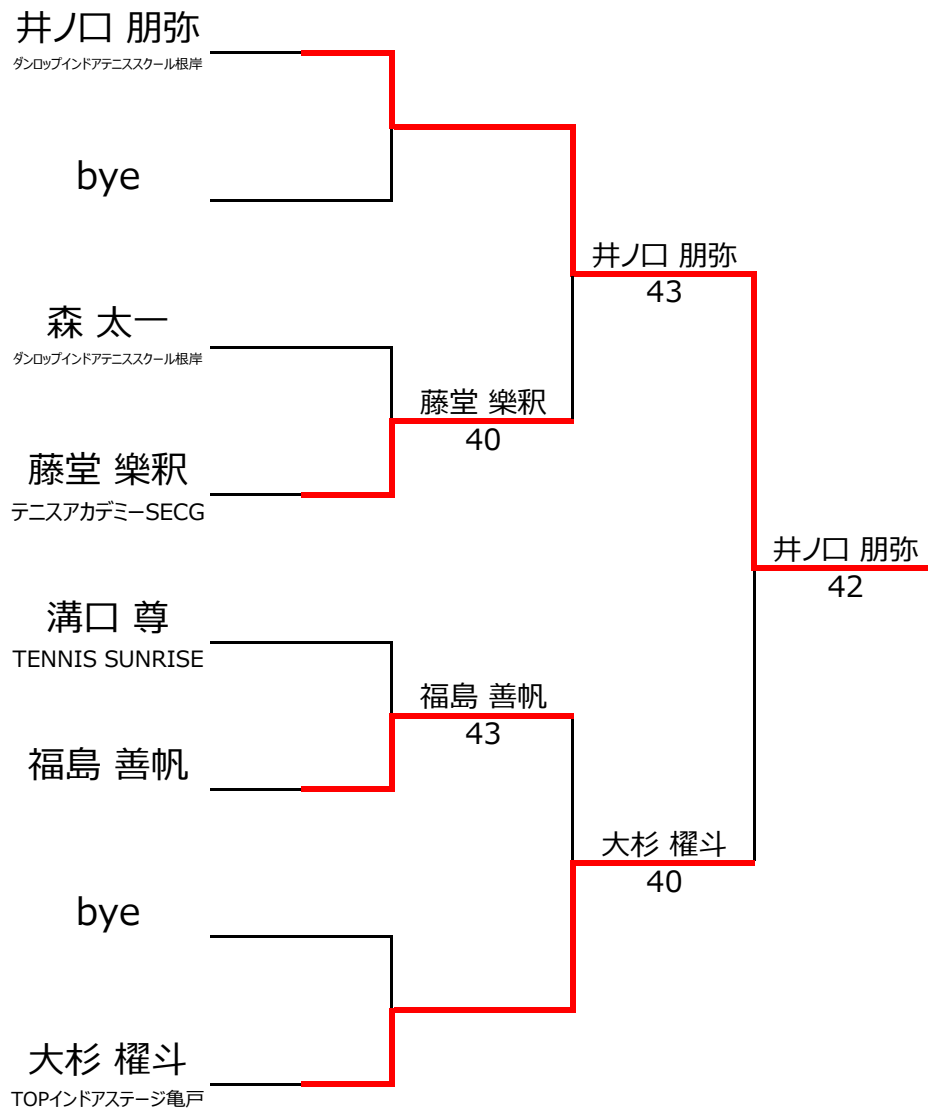 井ノ口 朋弥
ダンロップインドアテニススクール根岸
bye
森 太一
ダンロップインドアテニススクール根岸
藤堂 樂釈
テニスアカデミーSECG
溝口 尊
TENNIS SUNRISE
福島 善帆
bye
大杉 櫂斗
TOPインドアステージ亀戸
藤堂 樂釈
40
福島 善帆
43
井ノ口 朋弥
43
大杉 櫂斗
40
井ノ口 朋弥
42